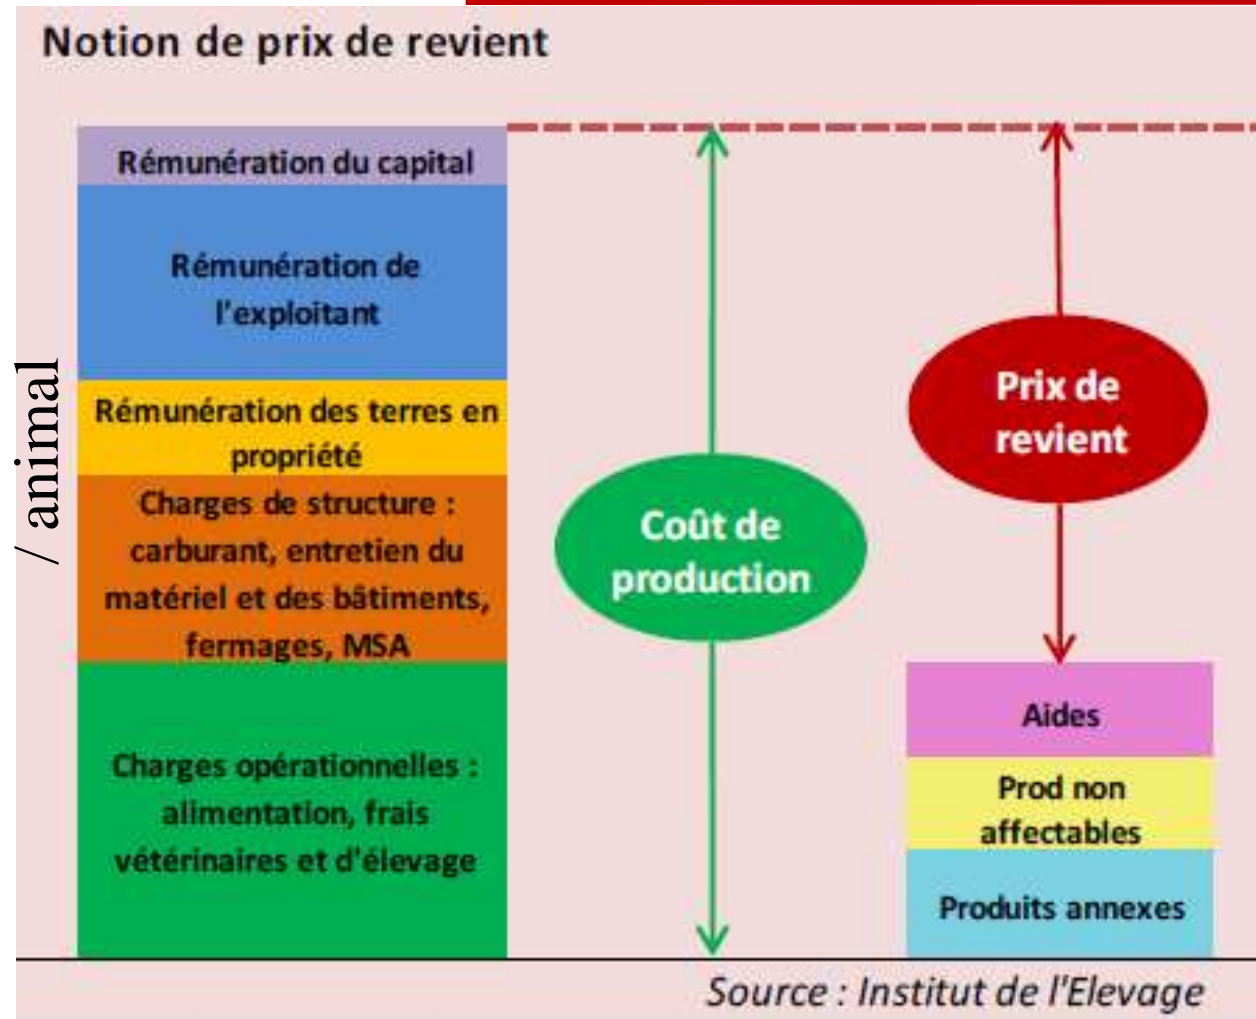 Notion de prix de revient
/ animal
Rémunération du capital
Rémunération de
l'exploitant
Rémunération des terres en
propriété
Charges de structure :
carburant, entretien du
matériel et des bâtiments,
fermages, MSA
Charges opérationnelles :
alimentation, frais
vétérinaires et d'élevage
Coût de
production
Prix de
revient
Aides
Prod non
affectables
Produits annexes
Source : Institut de l'Elevage